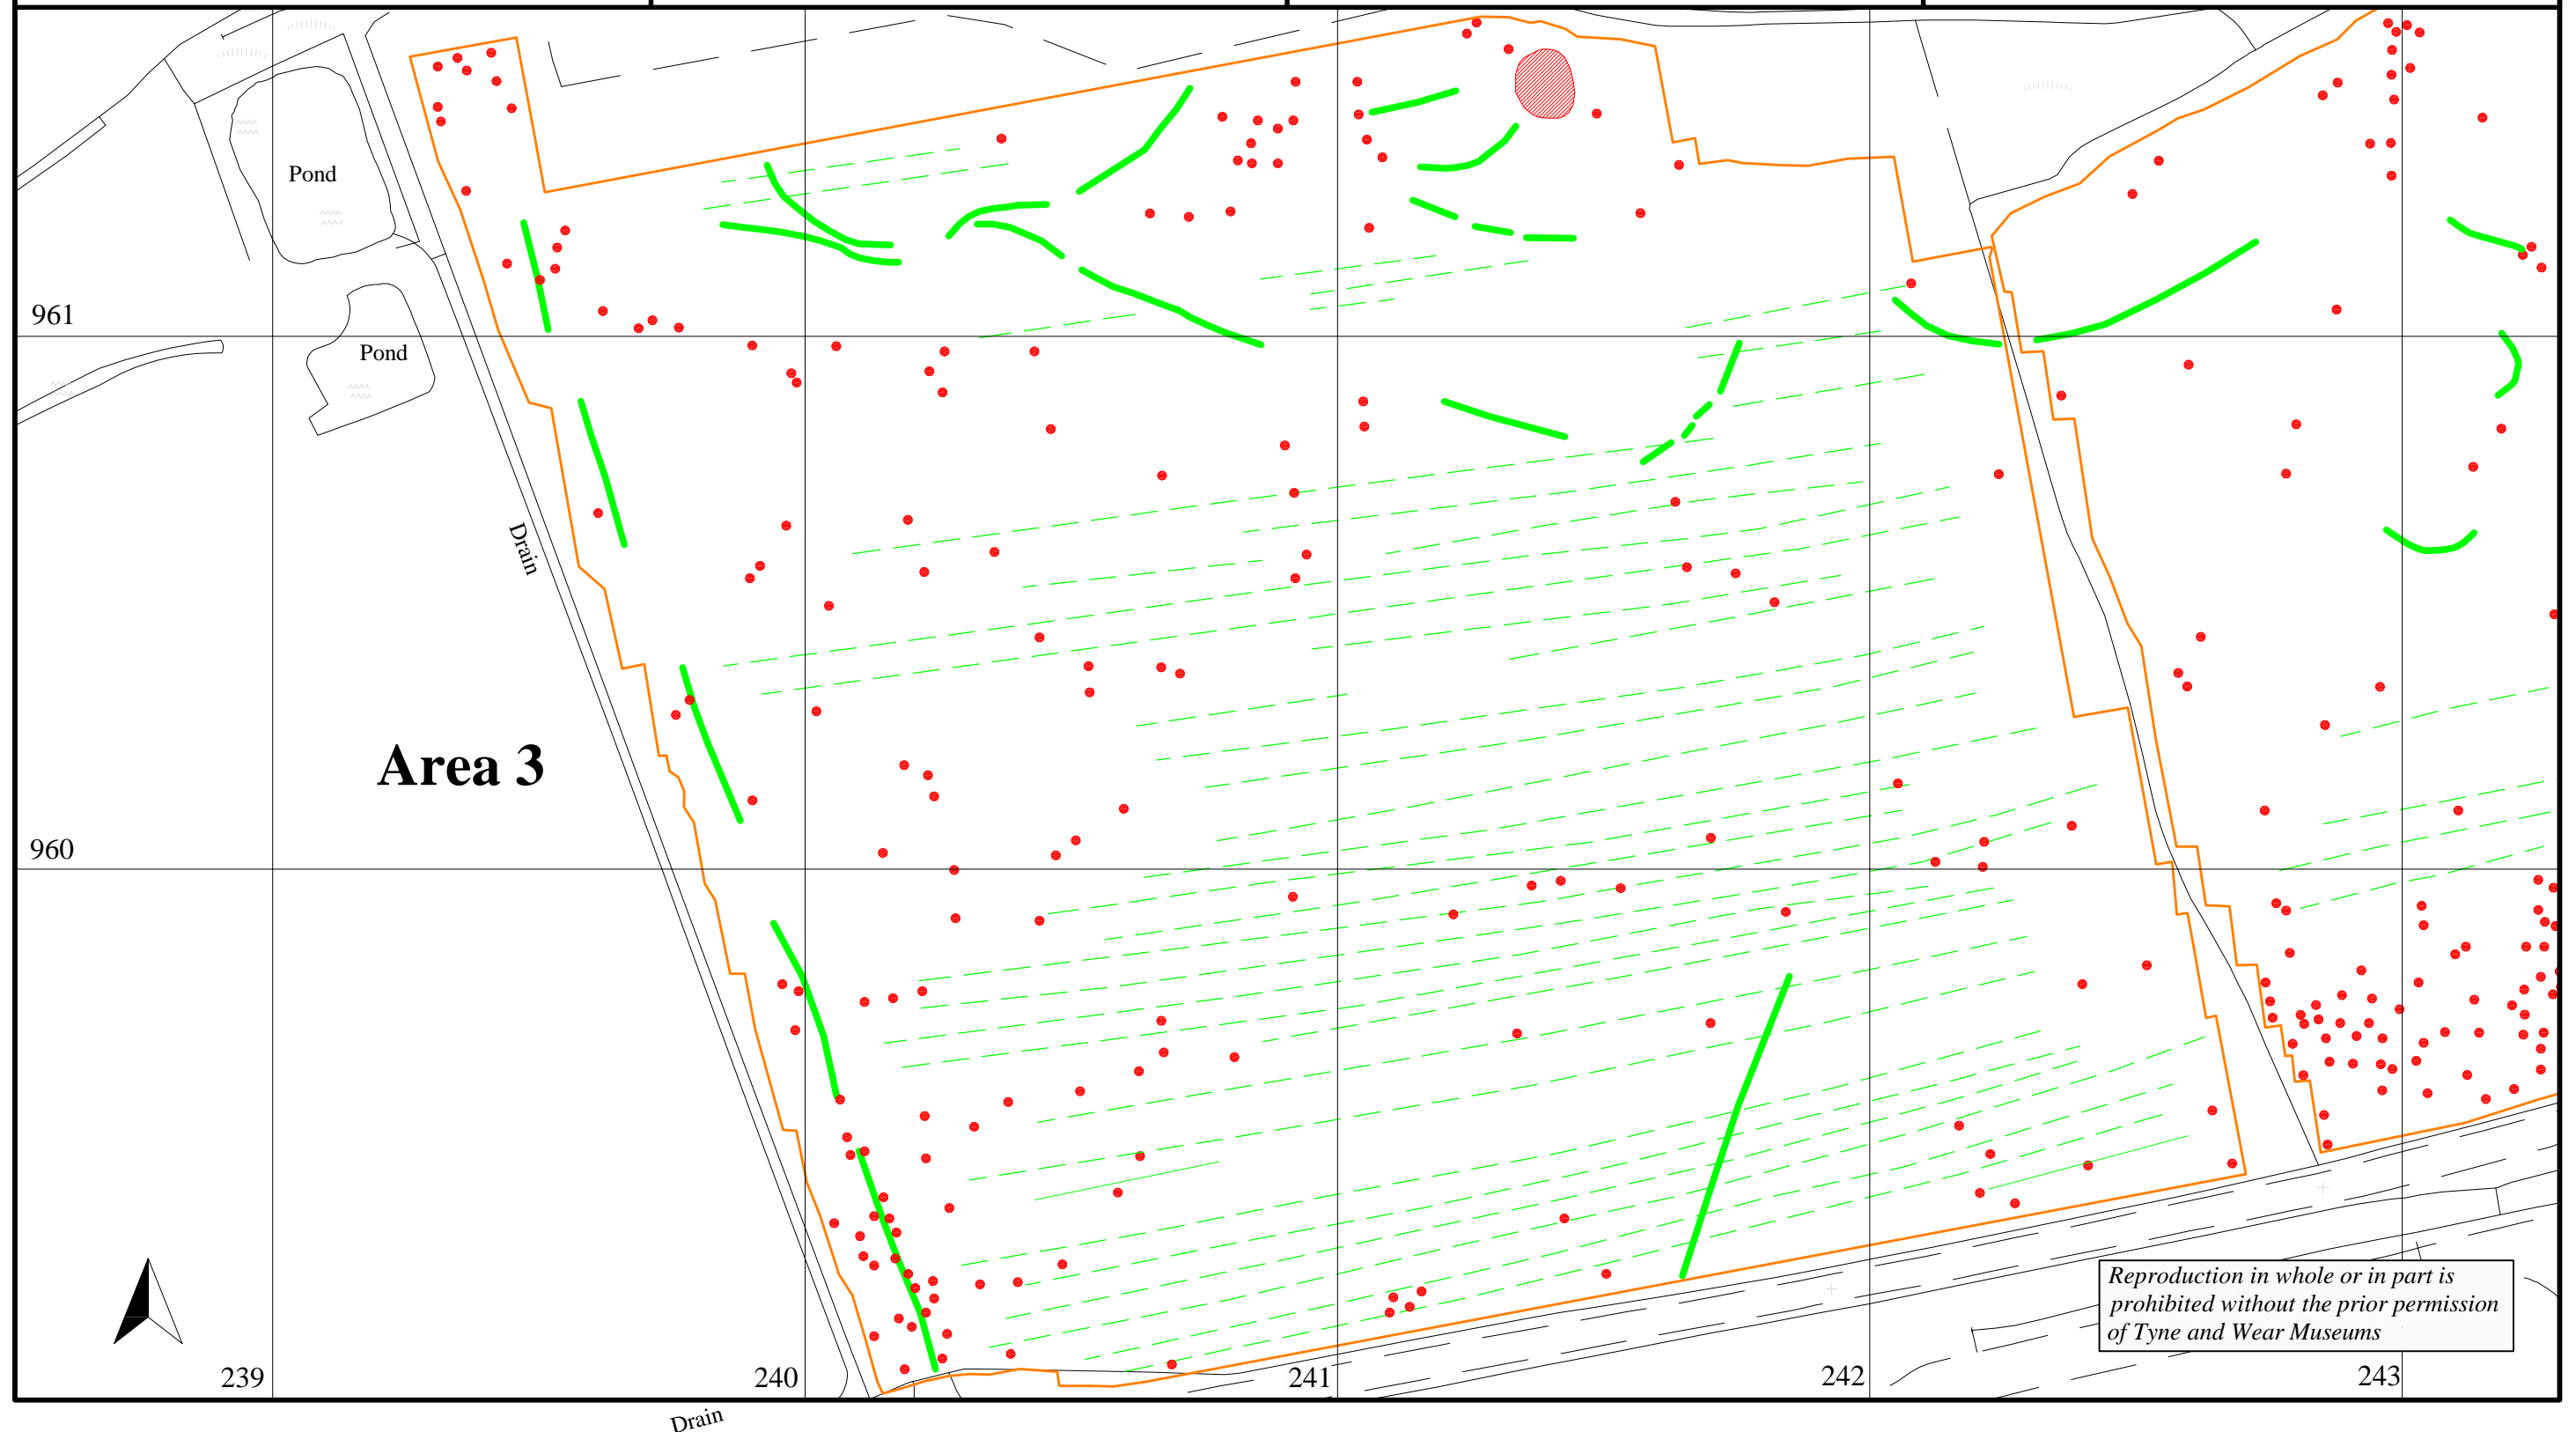 Pond
961
Pond
Drain
Area 3
960
Reproduction in whole or in part is
prohibited without the prior permission
of Tyne and Wear Museums
239
240
241
242
243
Drain